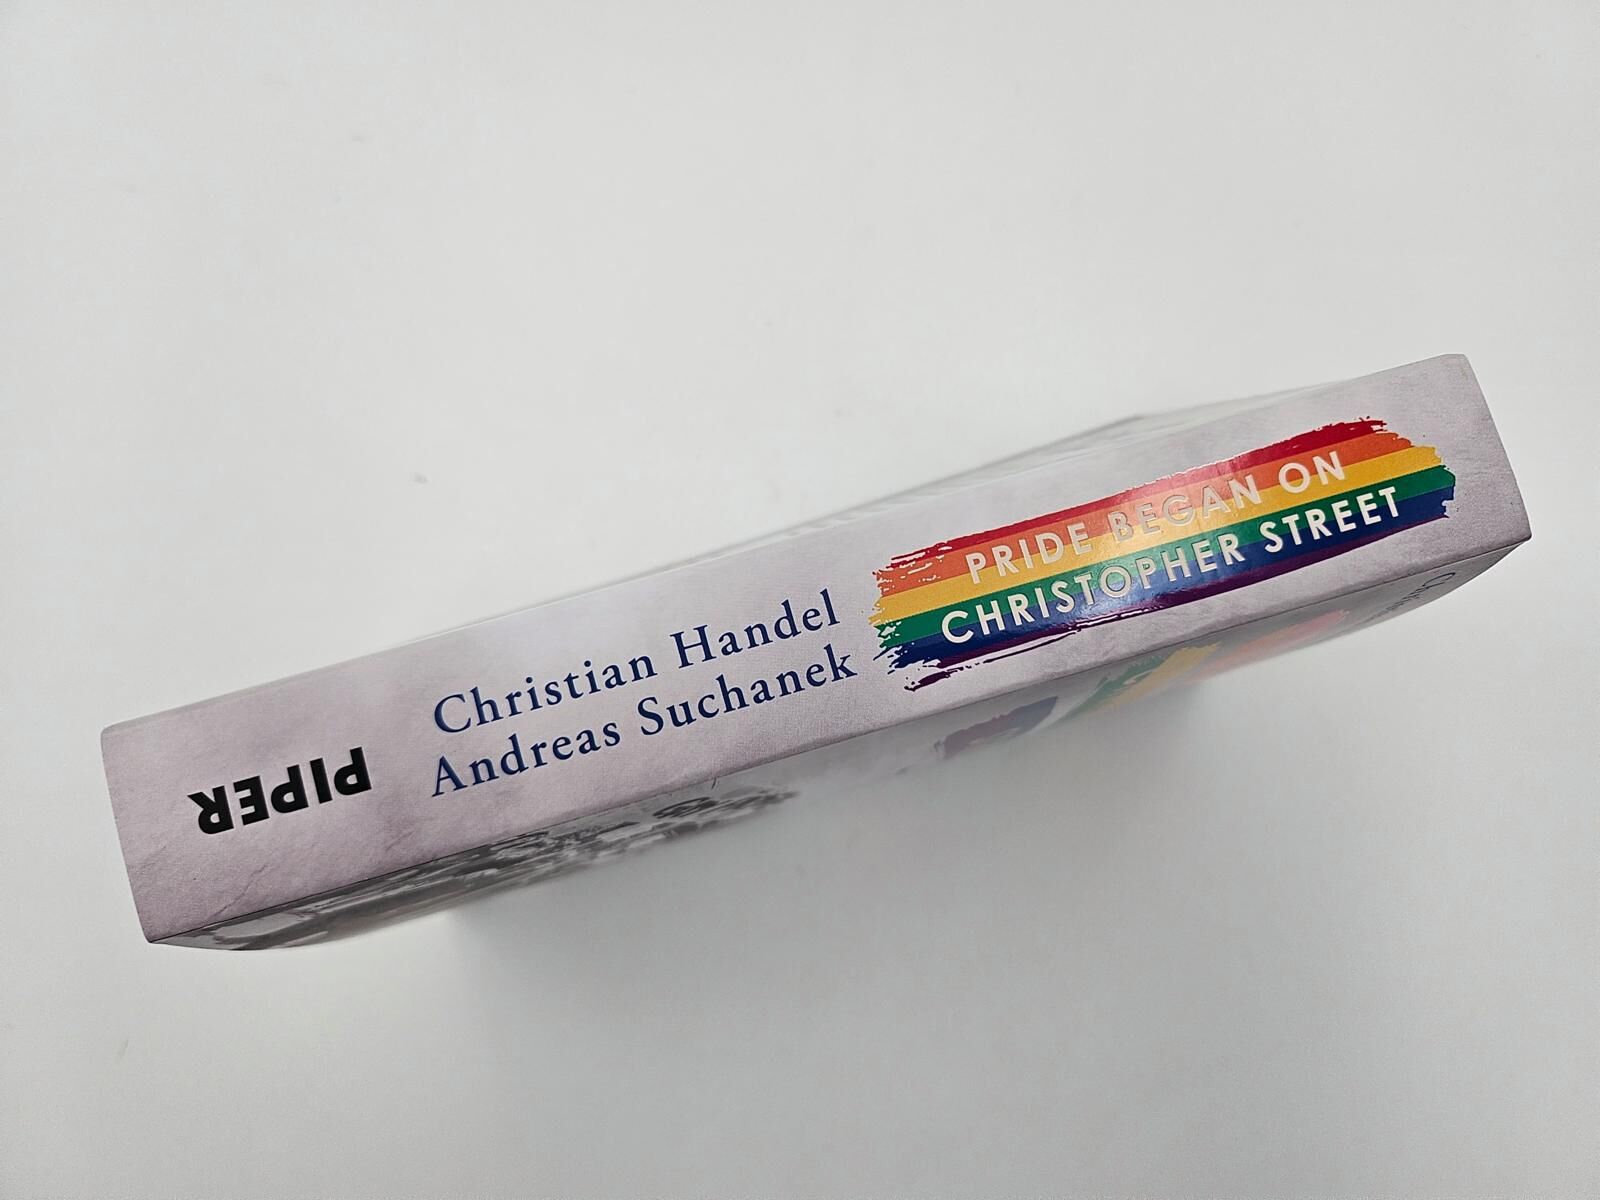 PIPER
Christian Handel
Andreas Suchanek
PRIDE BEGAN ON
CHRISTOPHER STREET